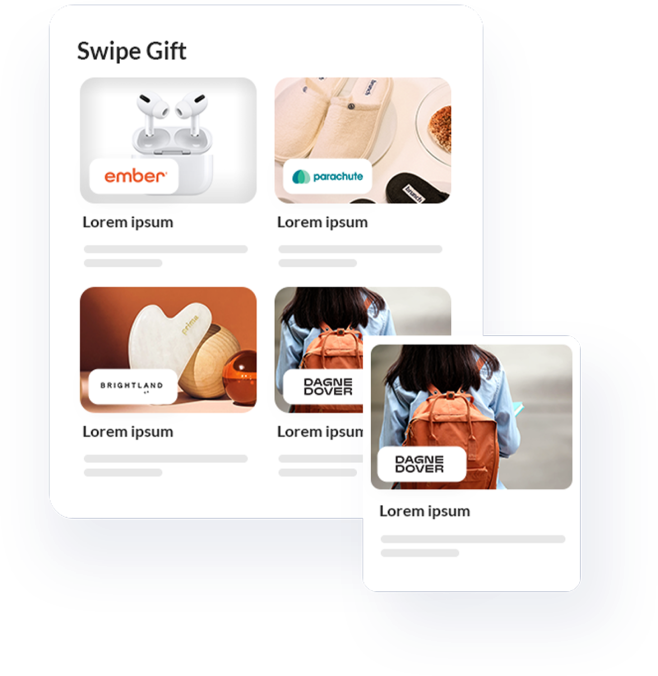 Swipe Gift
ember
parachute
Lorem ipsum
Lorem ipsum
BRIGHTLAND
DAGNE
DOVER
Lorem ipsum
Lorem ipsum
DAGNE
DOVER
Lorem ipsum